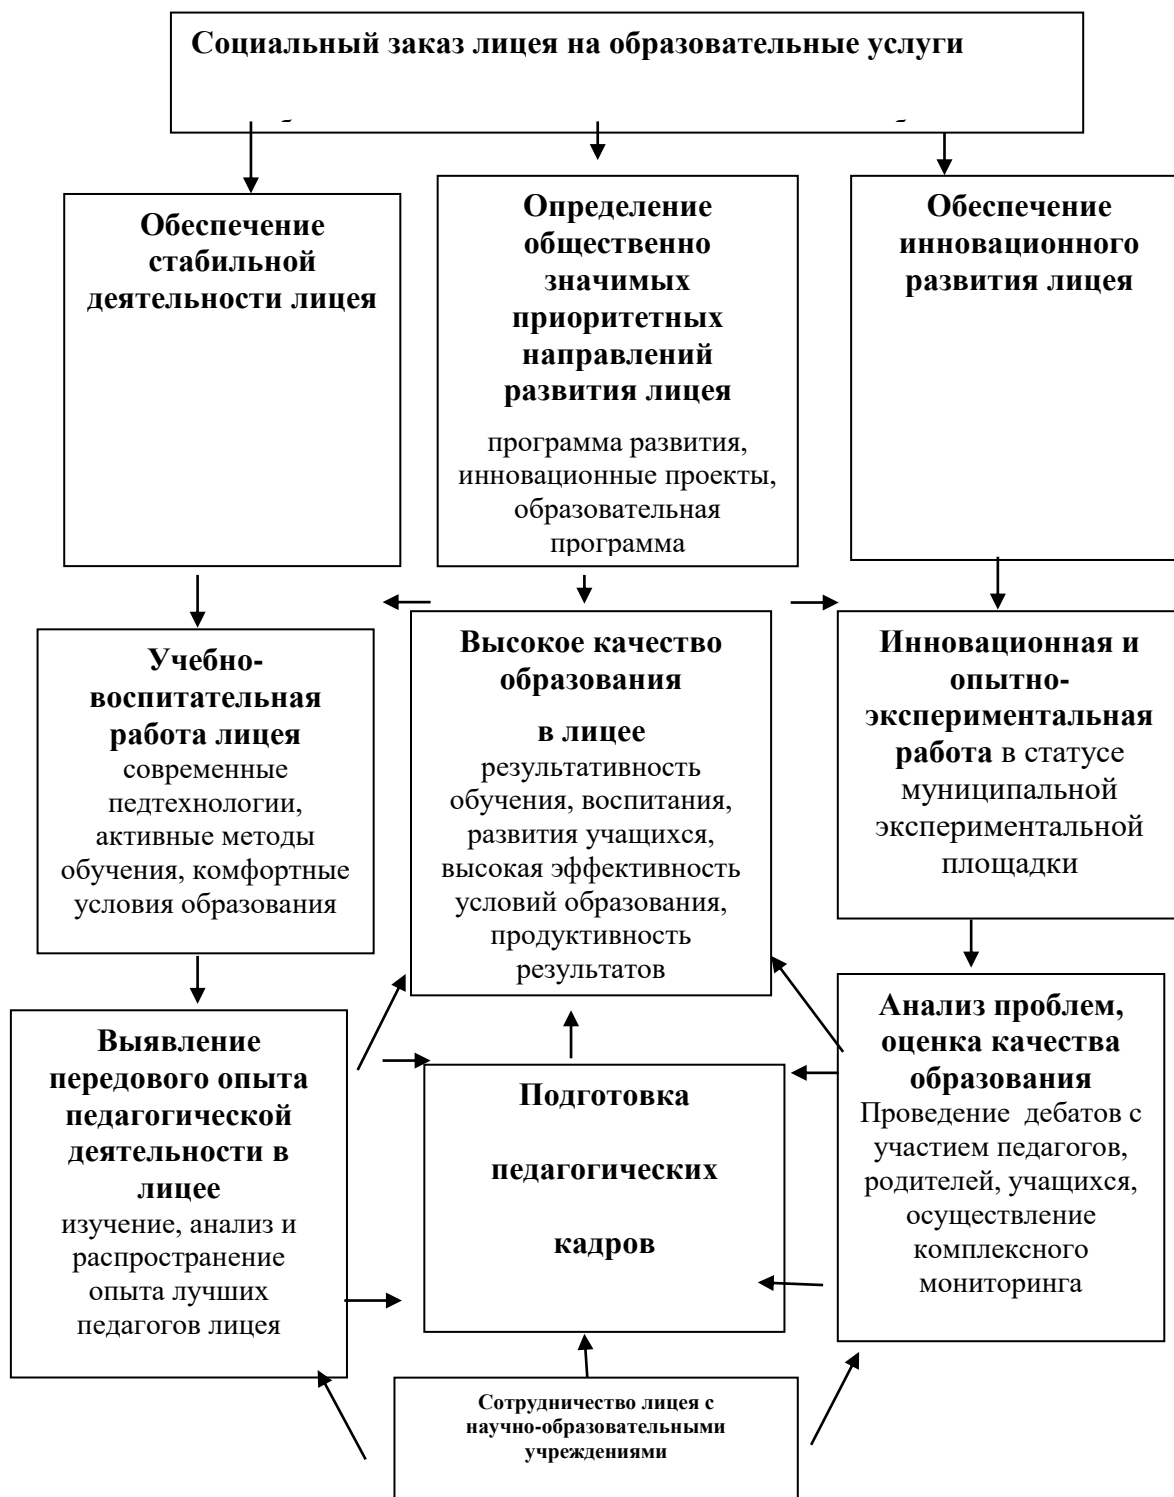 Социальный заказ лицея на образовательные услуги
Обеспечение
стабильной
деятельности лицея
Определение
общественно
значимых
приоритетных
направлений
развития лицея
программа развития,
инновационные проекты,
образовательная
программа
Обеспечение
инновационного
развития лицея
Учебно-
воспитательная
работа лицея
современные
педтехнологии,
активные методы
обучения, комфортные
условия образования
Высокое качество
образования
в лицее
результативность
обучения, воспитания,
развития учащихся,
высокая эффективность
условий образования,
продуктивность
результатов
Инновационная и
опытно-
экспериментальная
работа в статусе
муниципальной
экспериментальной
площадки
Выявление
передового опыта
педагогической
деятельности в
лицее
изучение, анализ и
распространение
опыта лучших
педагогов лицея
Подготовка
педагогических
кадров
Анализ проблем,
оценка качества
образования
Проведение дебатов с
участием педагогов,
родителей, учащихся,
осуществление
комплексного
мониторинга
Сотрудничество лицея с
научно-образовательными
учреждениями